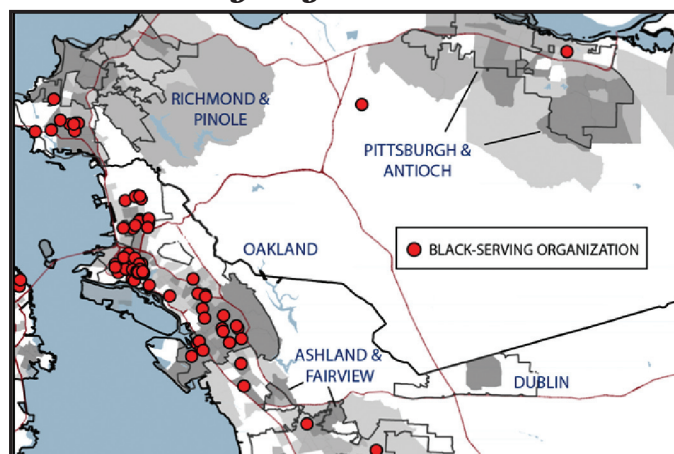 RICHMOND &
PINOLE
PITTSBURGH &
ANTIOCH
OAKLAND
BLACK-SERVING ORGANIZATION
ASHLAND &
FAIRVIEW
DUBLIN